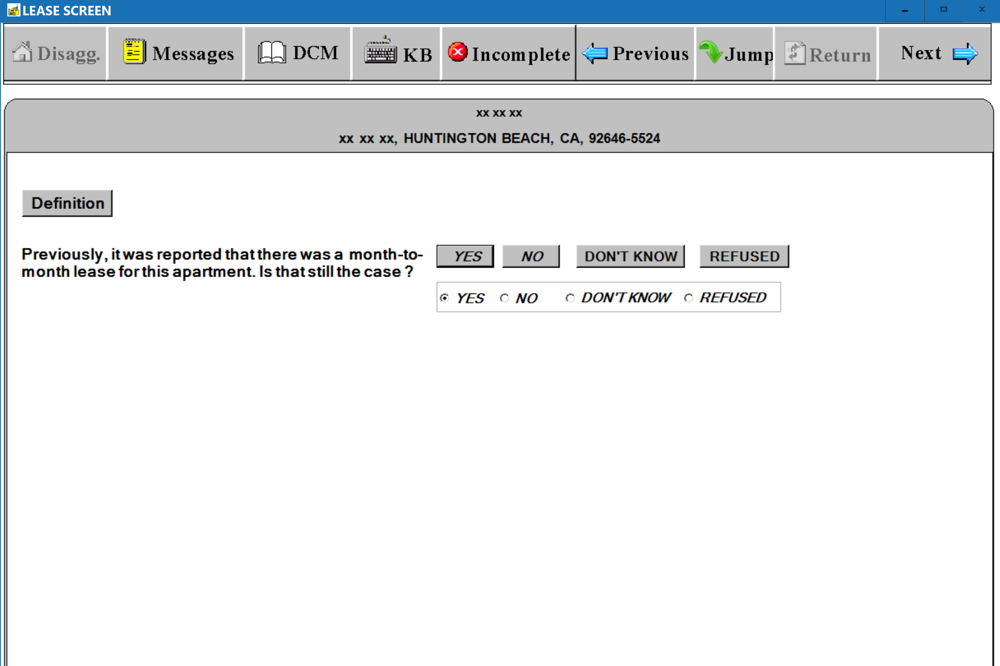 LEASE SCREEN
Disagg. Messages DCM KB Incomplete Previous Jump Return Next
xx xx xx
xx xx xx, HUNTINGTON BEACH, CA, 92646-5524
Definition
Previously, it was reported that there was a month-to-
month lease for this apartment. Is that still the case ?
YES NO DON'T KNOW REFUSED
YES NO DON'T KNOW REFUSED